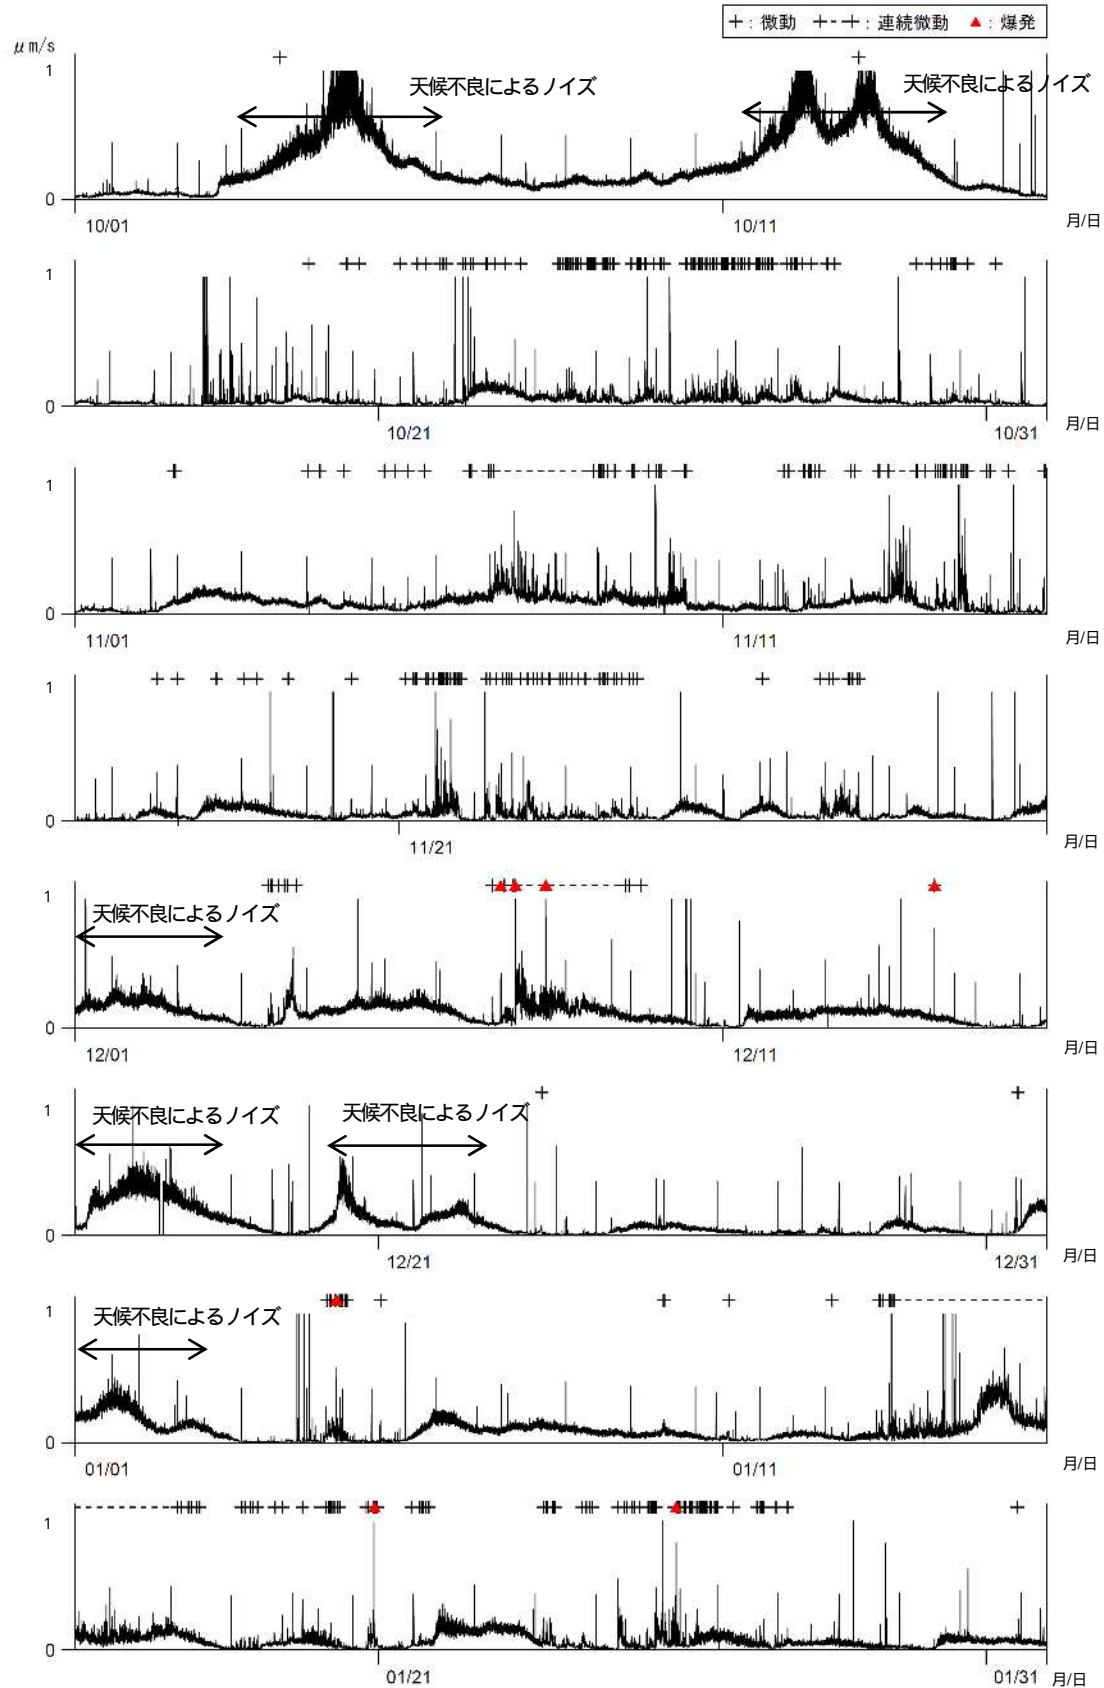 ＋：微動　＋--＋：連続微動　▲：爆発
μm/s
1
天候不良によるノイズ
天候不良によるノイズ
0
10/01
10/11
月/日
1
0
10/21
10/31
月/日
1
0
11/01
11/11
月/日
1
0
11/21
月/日
1
天候不良によるノイズ
0
12/01
12/11
月/日
1
天候不良によるノイズ
天候不良によるノイズ
0
12/21
12/31
月/日
1
天候不良によるノイズ
0
01/01
01/11
月/日
1
0
01/21
01/31
月/日